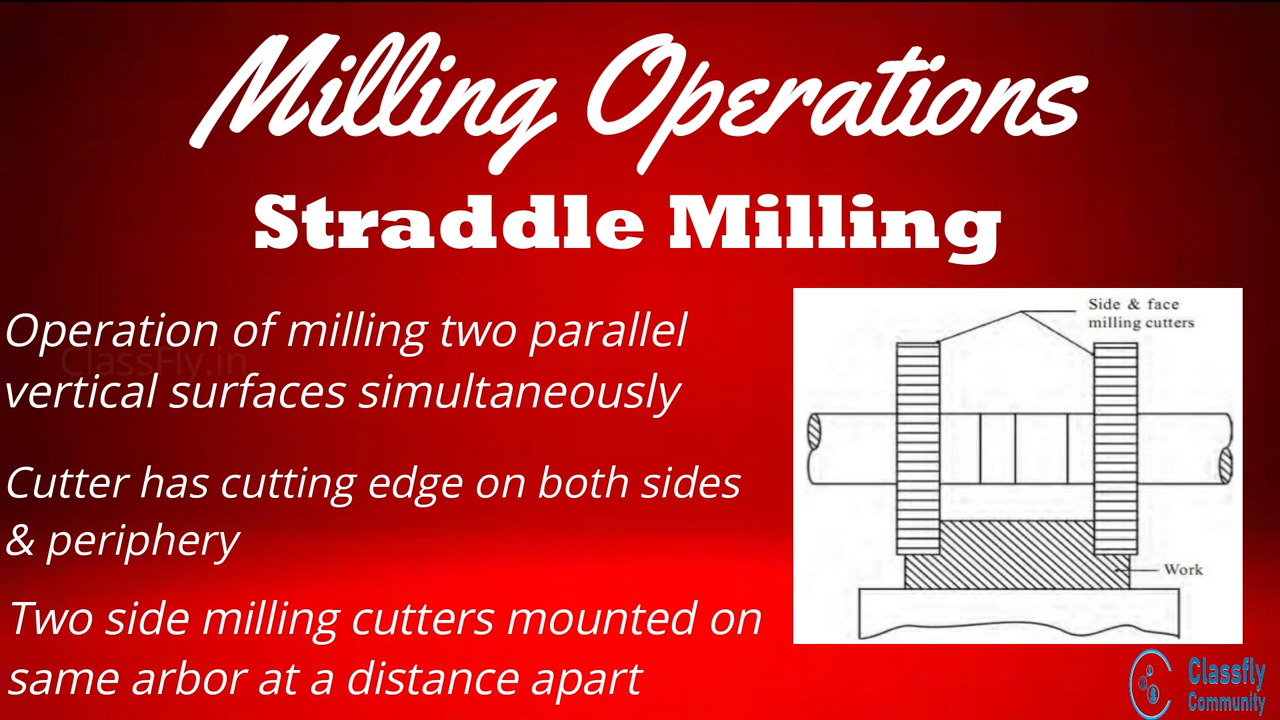 Milling Operations
Straddle Milling
Operation of milling two parallel
vertical surfaces simultaneously
ClassFly.in
Cutter has cutting edge on both sides
& periphery
Two side milling cutters mounted on
same arbor at a distance apart
Side & face
milling cutters
Work
Classfly
Community